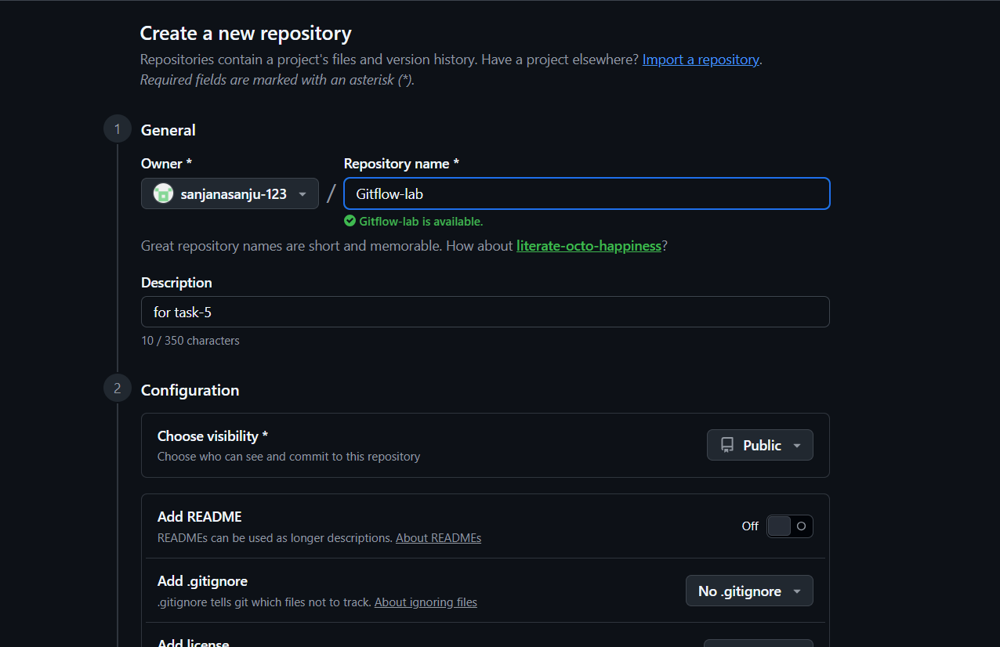 Create a new repository
Repositories contain a project's files and version history. Have a project elsewhere? Import a repository.
Required fields are marked with an asterisk (*).
1 General
Owner * Repository name *
sanjanasanju-123 / Gitflow-lab
Gitflow-lab is available.
Great repository names are short and memorable. How about literate-octo-happiness?
Description
for task-5
10 / 350 characters
2 Configuration
Choose visibility *
Choose who can see and commit to this repository
Public
Add README
READMEs can be used as longer descriptions. About READMEs
Off
Add .gitignore
.gitignore tells git which files not to track. About ignoring files
No .gitignore
Add license